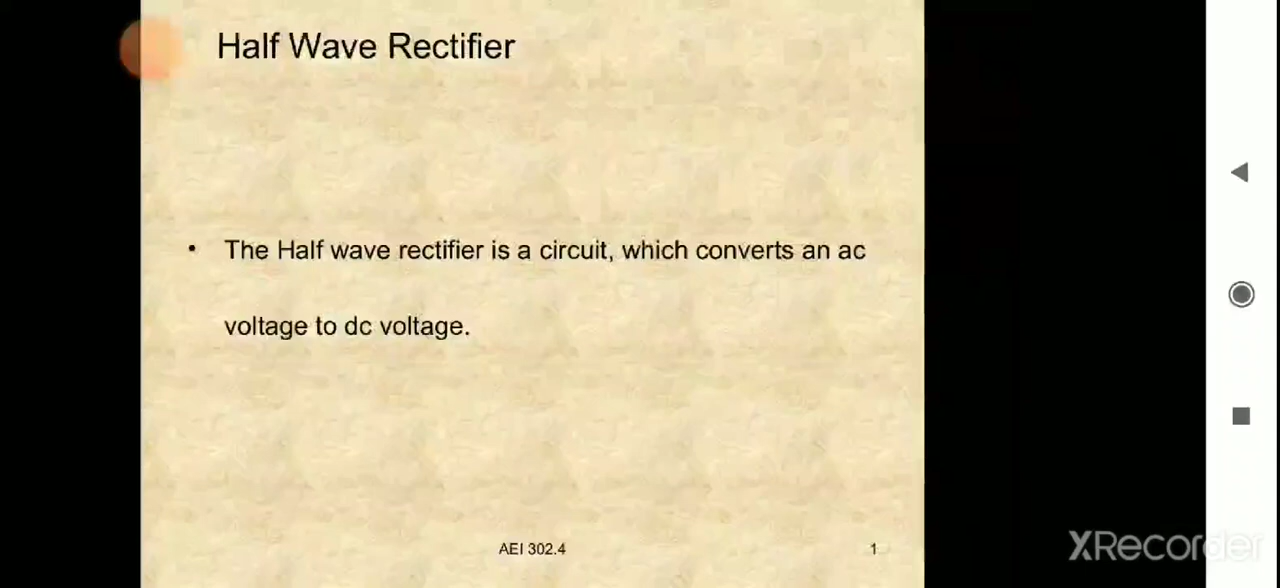 Half Wave Rectifier
• The Half wave rectifier is a circuit, which converts an ac
voltage to dc voltage.
AEI 302.4
1
XRecorder